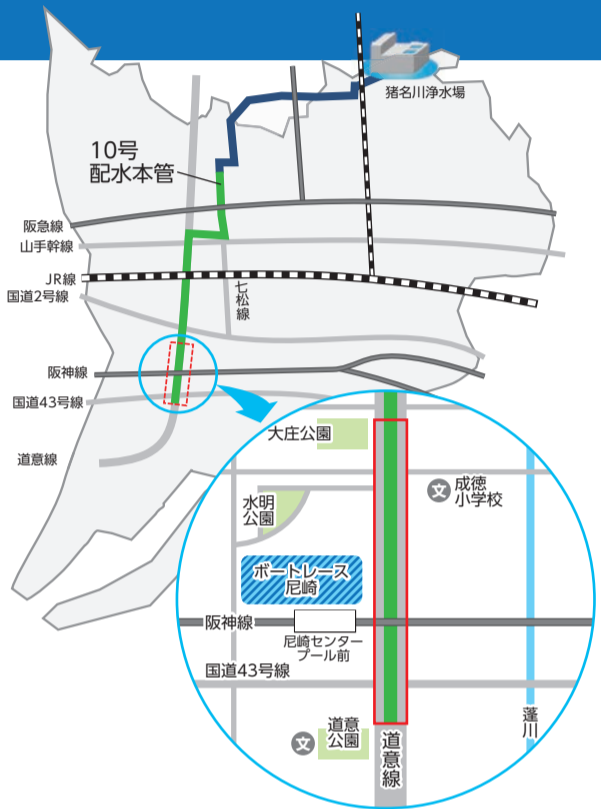 猪名川浄水場
10号
配水本管
阪急線
山手幹線
JR線
国道2号線
七松線
阪神線
国道43号線
道意線
大庄公園
文 成徳
小学校
水明
公園
ボートレース
尼崎
阪神線
尼崎センター
プール前
国道43号線
文
道意
公園
道意線
蓬川